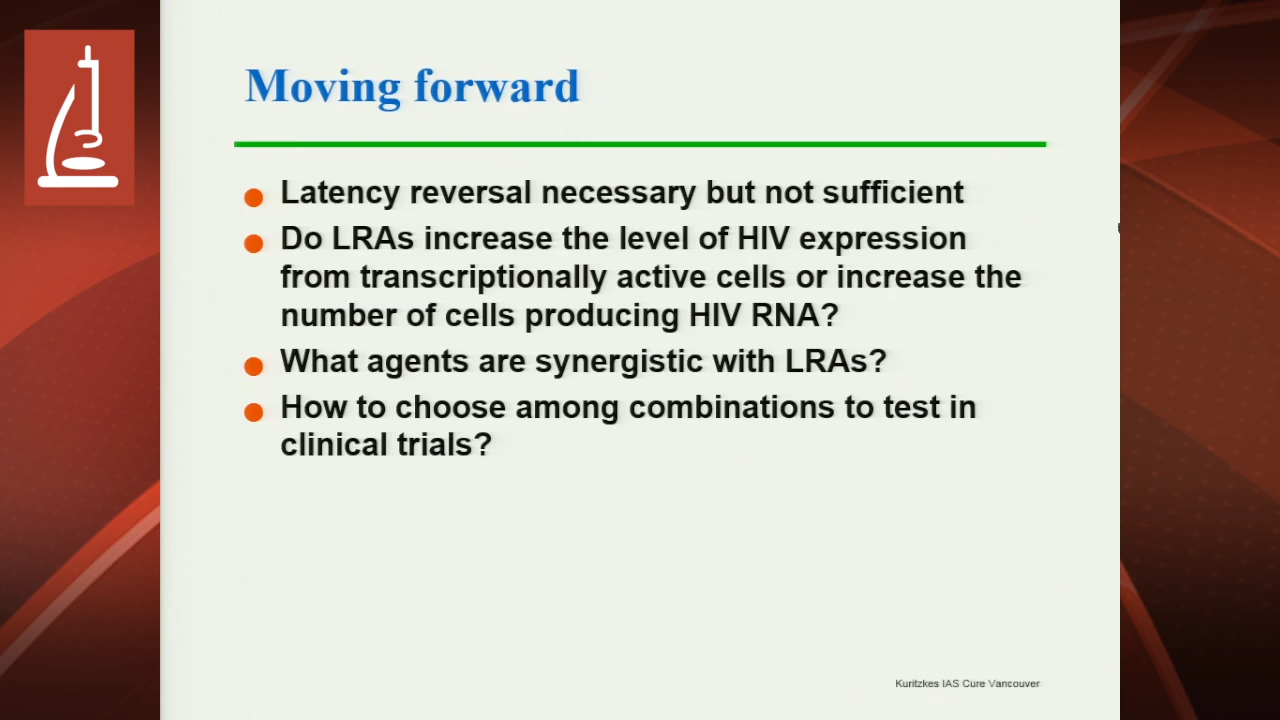 Moving forward
Latency reversal necessary but not sufficient
Do LRAs increase the level of HIV expression
from transcriptionally active cells or increase the
number of cells producing HIV RNA?
What agents are synergistic with LRAs?
How to choose among combinations to test in
clinical trials?
Kuritzkes IAS Cure Vancouver